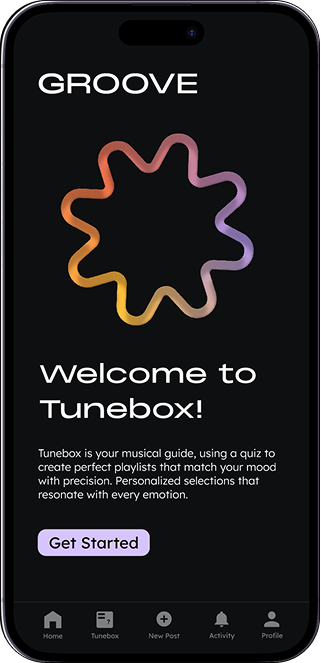 GROOVE
Welcome to
Tunebox!
Tunebox is your musical guide, using a quiz to
create perfect playlists that match your mood
with precision. Personalized selections that
resonate with every emotion.
Get Started
Home Tunebox New Post Activity Profile